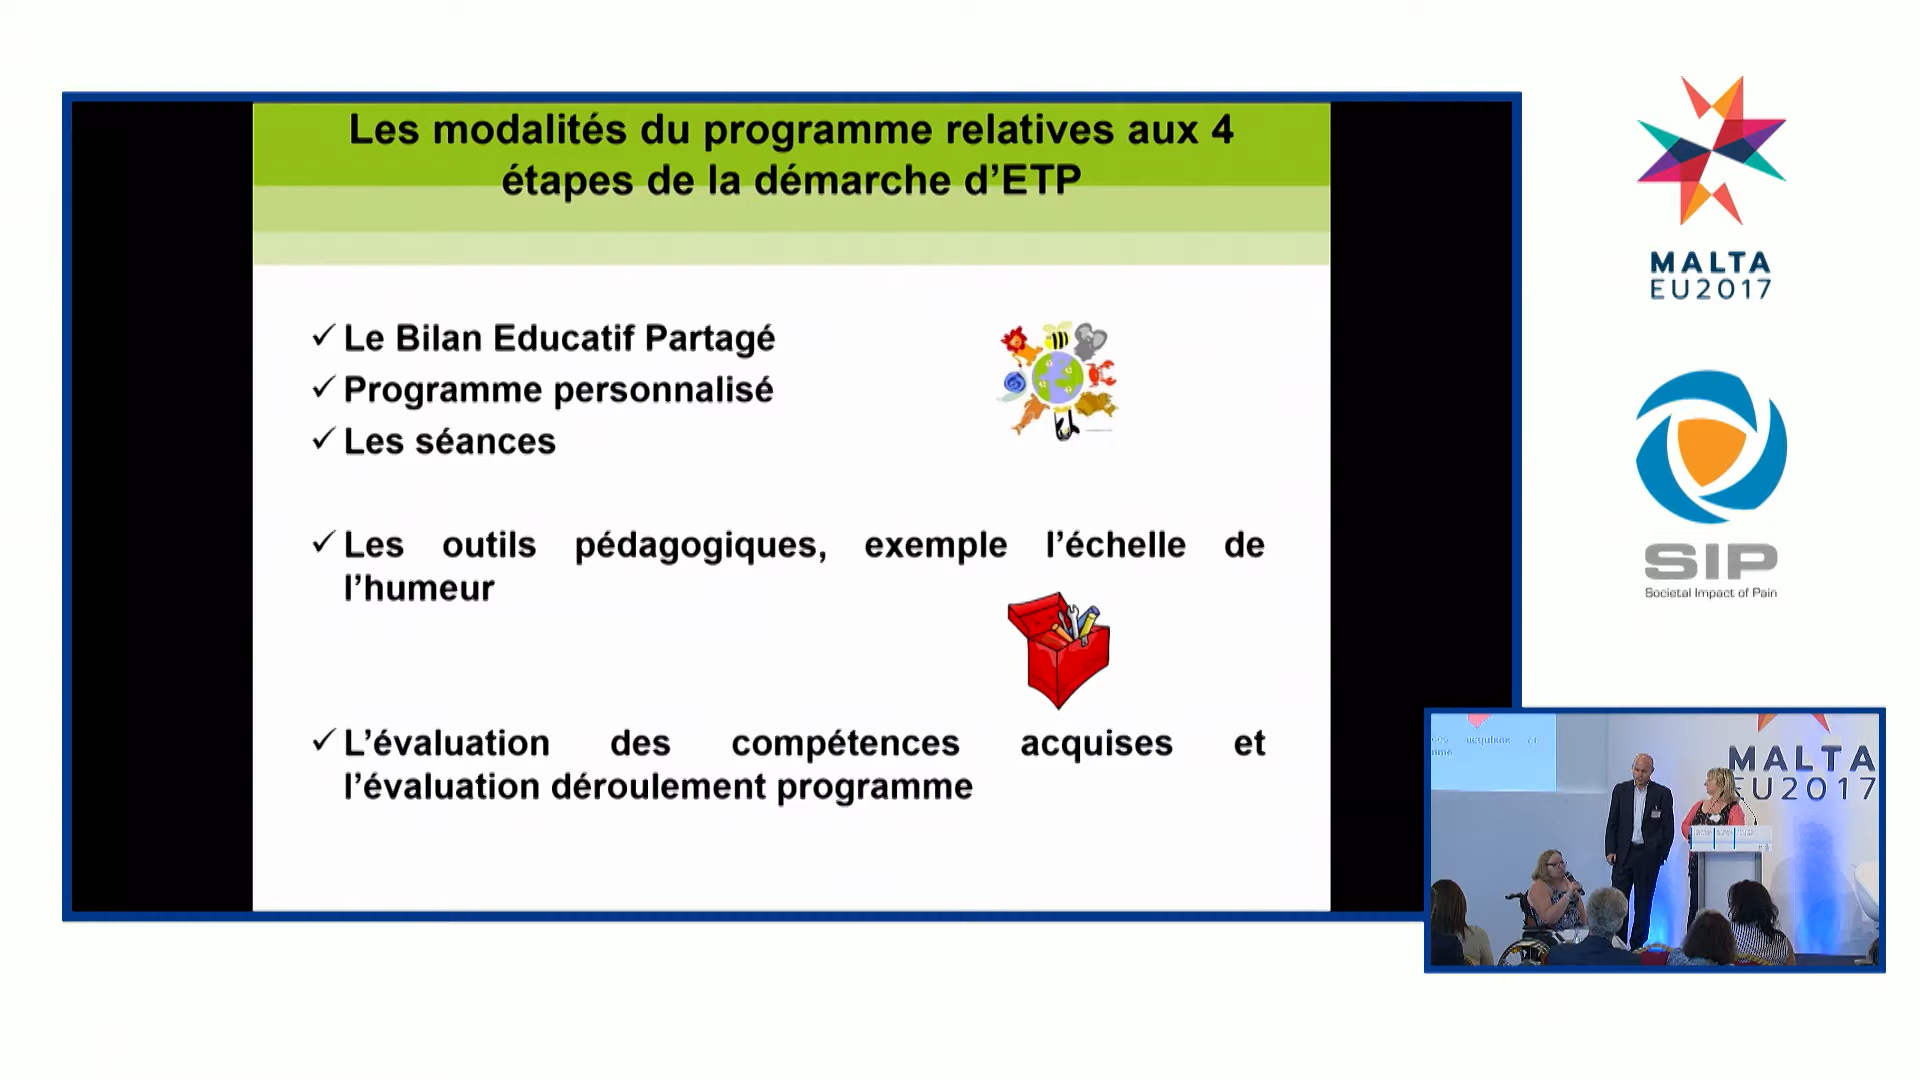 Les modalités du programme relatives aux 4
étapes de la démarche d'ETP
Le Bilan Educatif Partagé
Programme personnalisé
Les séances
Les outils pédagogiques, exemple l'échelle de
l'humeur
L'évaluation des compétences acquises et
l'évaluation déroulement programme
MALTA
EU2017
SIP
Societal Impact of Pain
acquises et
MALTA
EU2017